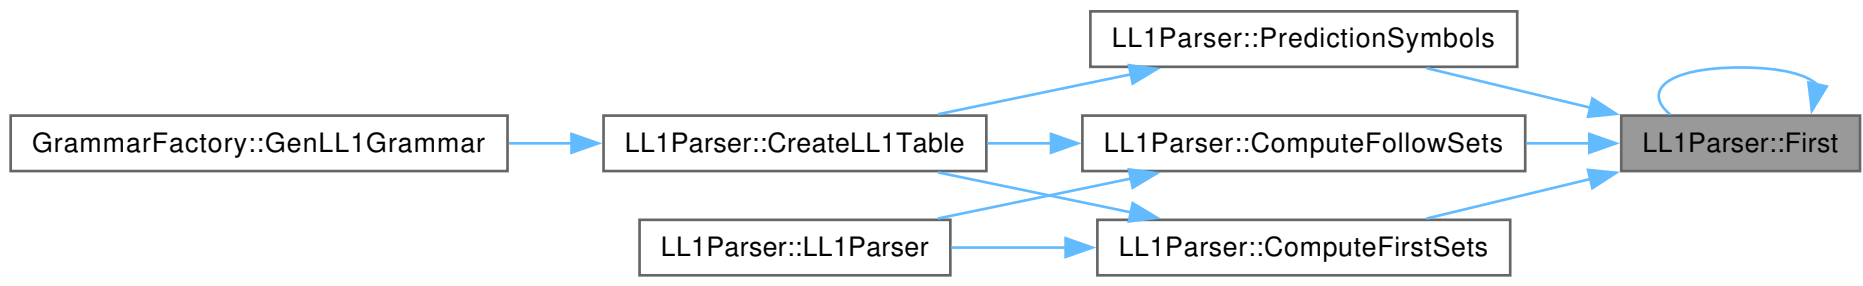 LL1Parser::PredictionSymbols
GrammarFactory::GenLL1Grammar
LL1Parser::CreateLL1Table
LL1Parser::ComputeFollowSets
LL1Parser::First
LL1Parser::LL1Parser
LL1Parser::ComputeFirstSets